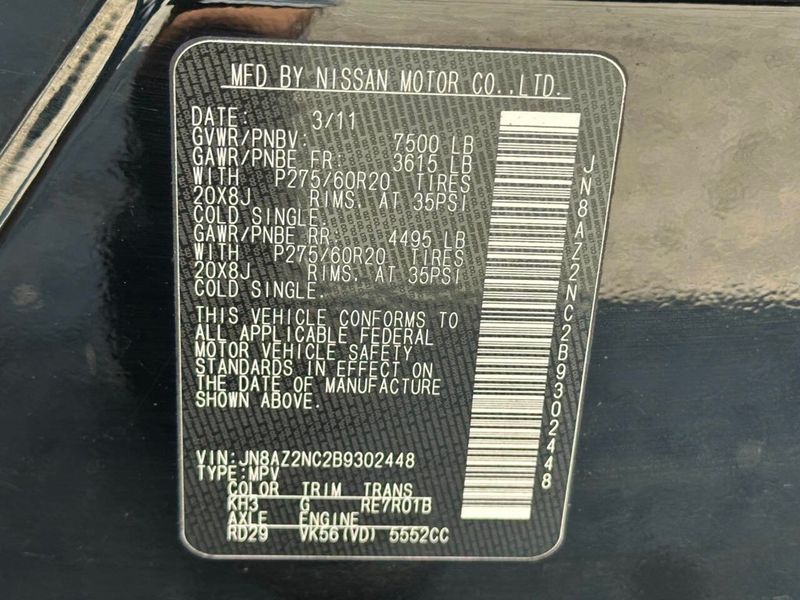 MFD BY NISSAN MOTOR CO.,LTD.
DATE: 3/11
GVWR/PNBV: 7500 LB
GAWR/PNBE FR: 3615 LB
WITH P275/60R20 TIRES
20X8J RIMS, AT 35PSI
COLD SINGLE.
GAWR/PNBE RR: 4495 LB
WITH P275/60R20 TIRES
20X8J RIMS, AT 35PSI
COLD SINGLE.
THIS VEHICLE CONFORMS TO
ALL APPLICABLE FEDERAL
MOTOR VEHICLE SAFETY
STANDARDS IN EFFECT ON
THE DATE OF MANUFACTURE
SHOWN ABOVE.
VIN:JN8AZ2NC2B9302448
TYPE:MPV
COLOR TRIM TRANS
KH3 G RE7R01B
AXLE ENGINE
RD29 VK56(VD) 5552CC
JN8AZ2NC2B9302448